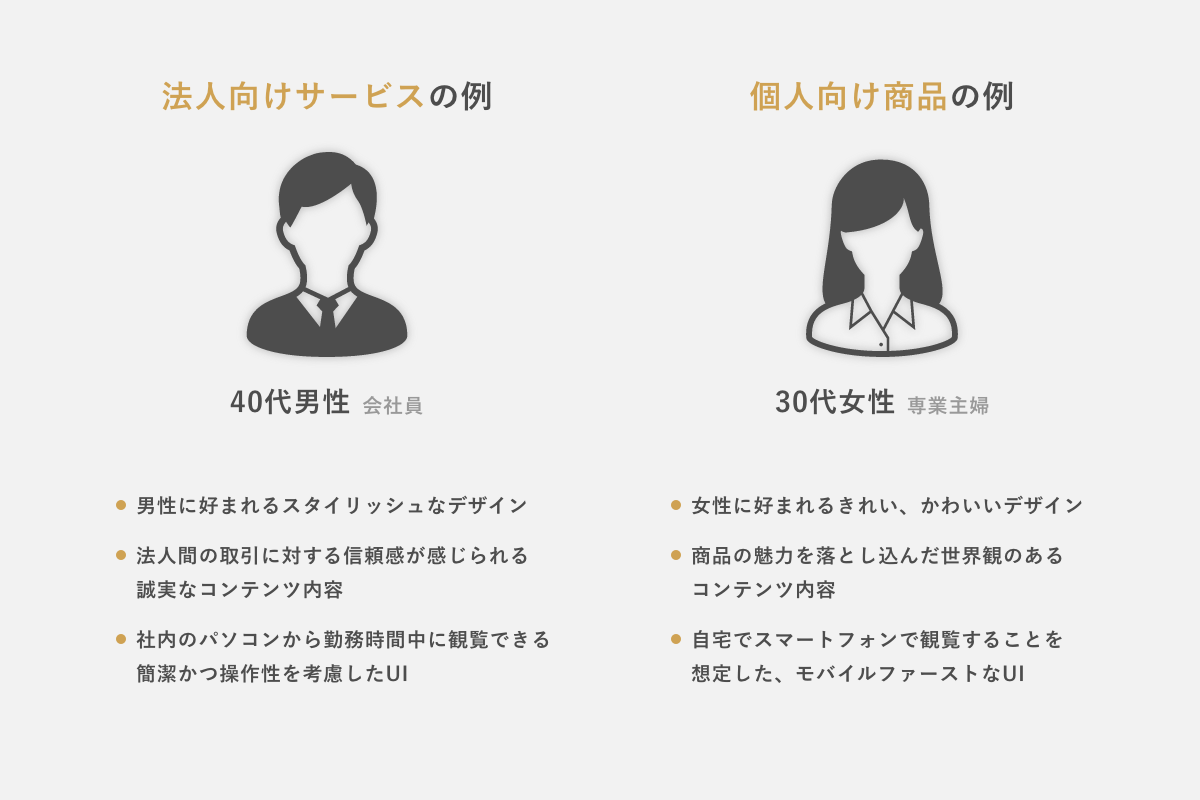 法人向けサービスの例
40代男性 会社員
男性に好まれるスタイリッシュなデザイン
法人間の取引に対する信頼感が感じられる
誠実なコンテンツ内容
社内のパソコンから勤務時間中に観覧できる
簡潔かつ操作性を考慮したUI
個人向け商品の例
30代女性 専業主婦
女性に好まれるきれい、かわいいデザイン
商品の魅力を落とし込んだ世界観のある
コンテンツ内容
自宅でスマートフォンで観覧することを
想定した、モバイルファーストなUI